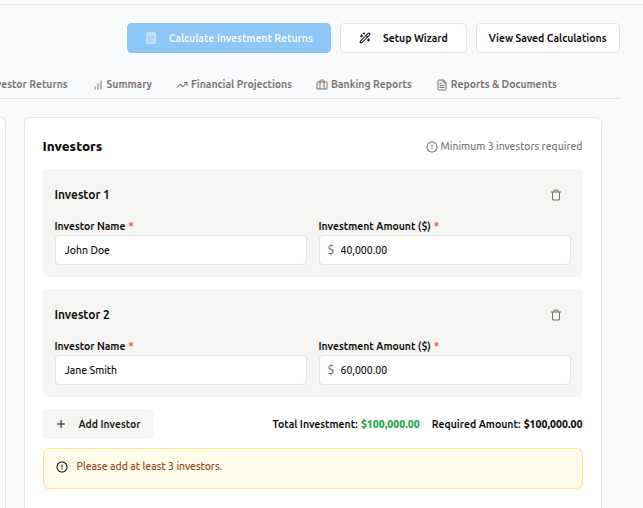 Calculate Investment Returns Setup Wizard View Saved Calculations
vestor Returns Summary Financial Projections Banking Reports Reports & Documents
Investors Minimum 3 investors required
Investor 1
Investor Name * Investment Amount ($) *
John Doe $ 40,000.00
Investor 2
Investor Name * Investment Amount ($) *
Jane Smith $ 60,000.00
+ Add Investor Total Investment: $100,000.00 Required Amount: $100,000.00
Please add at least 3 investors.